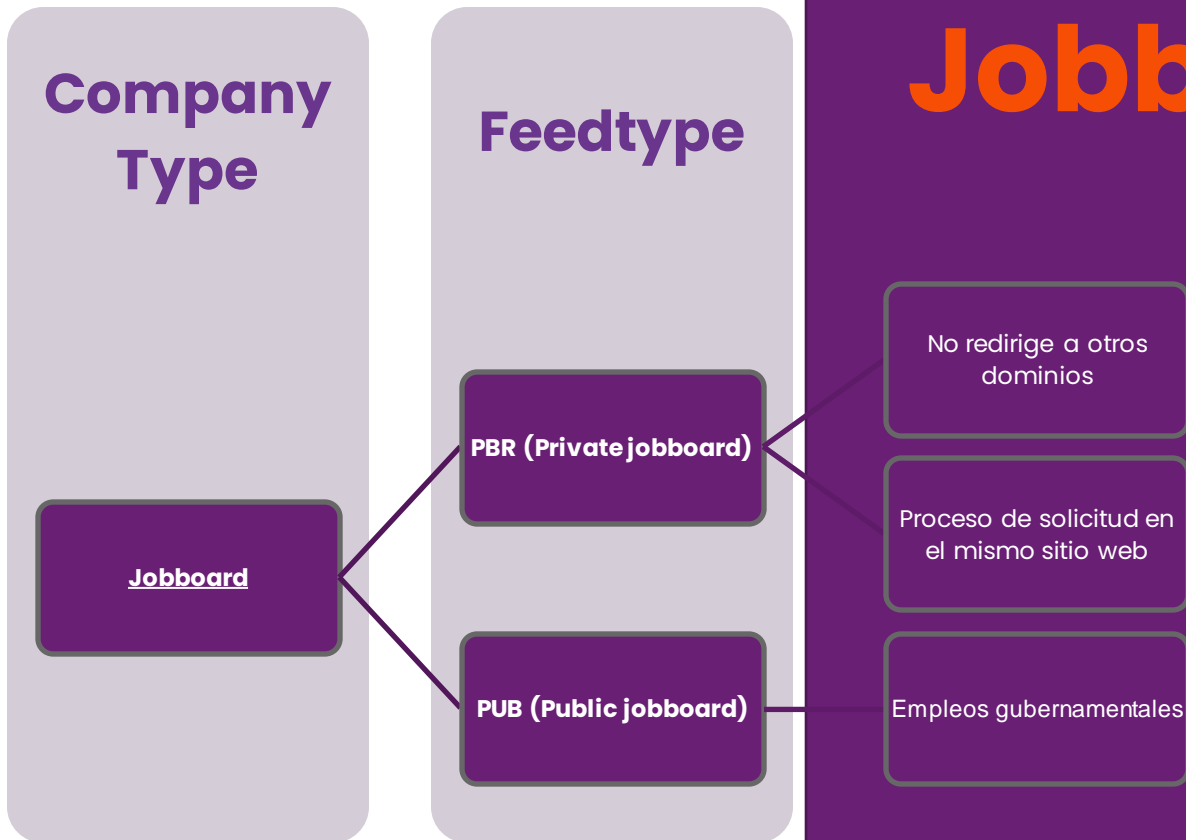 Company
Type
Feedtype
Jobb
Jobboard
PBR (Private jobboard)
PUB (Public jobboard)
No redirige a otros
dominios
Proceso de solicitud en
el mismo sitio web
Empleos gubernamentales